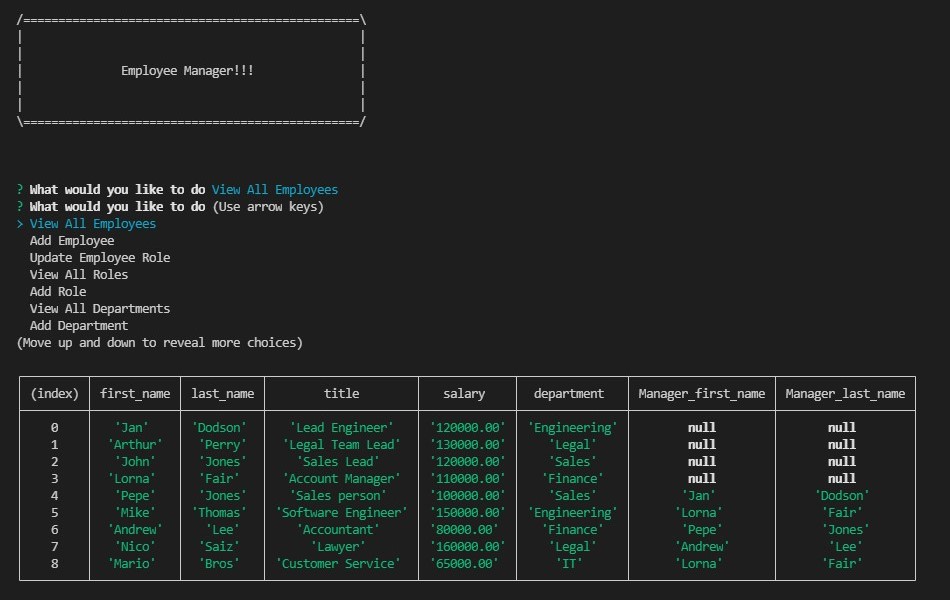 /================================================\
Employee Manager!!!
\================================================/
? What would you like to do View All Employees
? What would you like to do (Use arrow keys)
> View All Employees
Add Employee
Update Employee Role
View All Roles
Add Role
View All Departments
Add Department
(Move up and down to reveal more choices)
(index) first_name last_name title salary department Manager_first_name Manager_last_name
0 'Jan' 'Dodson' 'Lead Engineer' '120000.00' 'Engineering' null null
1 'Arthur' 'Perry' 'Legal Team Lead' '130000.00' 'Legal' null null
2 'John' 'Jones' 'Sales Lead' '120000.00' 'Sales' null null
3 'Lorna' 'Fair' 'Account Manager' '110000.00' 'Finance' null null
4 'Pepe' 'Jones' 'Sales person' '100000.00' 'Sales' 'Jan' 'Dodson'
5 'Mike' 'Thomas' 'Software Engineer' '150000.00' 'Engineering' 'Lorna' 'Fair'
6 'Andrew' 'Lee' 'Accountant' '80000.00' 'Finance' 'Pepe' 'Jones'
7 'Nico' 'Saiz' 'Lawyer' '160000.00' 'Legal' 'Andrew' 'Lee'
8 'Mario' 'Bros' 'Customer Service' '65000.00' 'IT' 'Lorna' 'Fair'